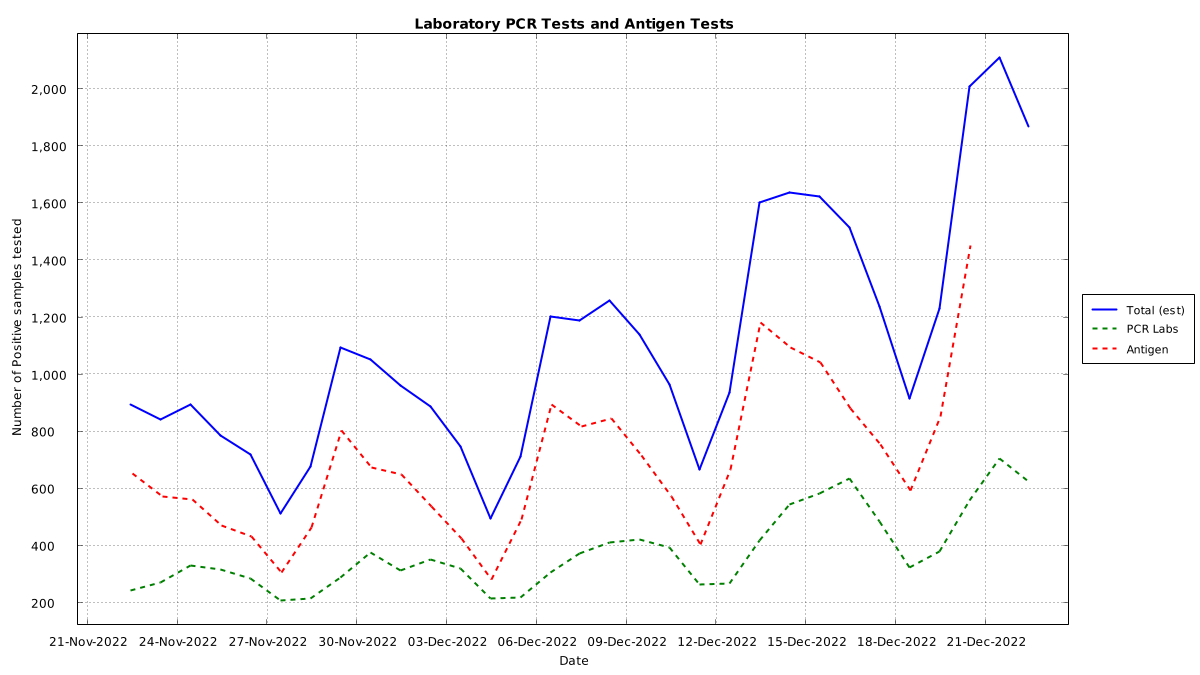 Laboratory PCR Tests and Antigen Tests
2,000
1,800
1,600
1,400
1,200
1,000
800
600
400
200
Number of Positive samples tested
21-Nov-2022 24-Nov-2022 27-Nov-2022 30-Nov-2022 03-Dec-2022 06-Dec-2022 09-Dec-2022 12-Dec-2022 15-Dec-2022 18-Dec-2022 21-Dec-2022
Date
Total (est)
PCR Labs
Antigen